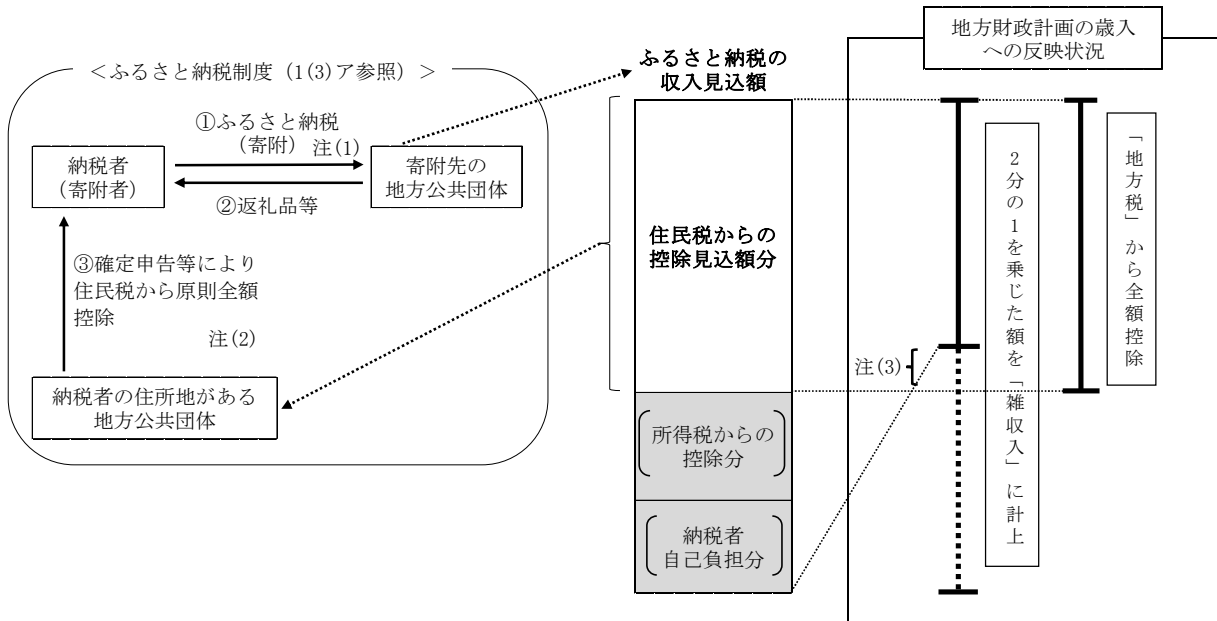 <ふるさと納税制度(1(3)ア参照)>
①ふるさと納税
(寄附)
注(1)
納税者
(寄附者)
寄附先の
地方公共団体
②返礼品等
③確定申告等により
住民税から原則全額
控除
注(2)
納税者の住所地がある
地方公共団体
ふるさと納税の
収入見込額
住民税からの
控除見込額分
所得税からの
控除分
納税者
自己負担分
地方財政計画の歳入
への反映状況
注(3)
2分の1を乗じた額を「雑収入」に計上
「地方税」から全額控除